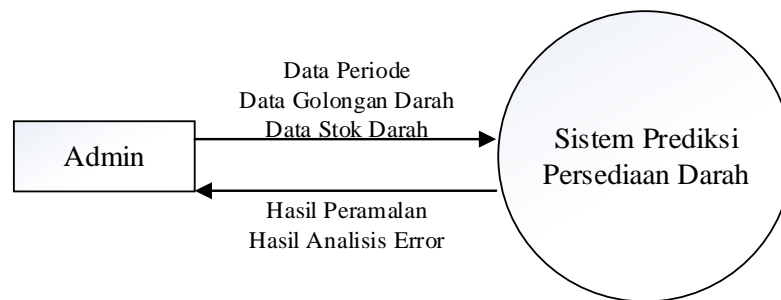 Data Periode
Data Golongan Darah
Data Stok Darah
Admin
Sistem Prediksi
Persediaan Darah
Hasil Peramalan
Hasil Analisis Error